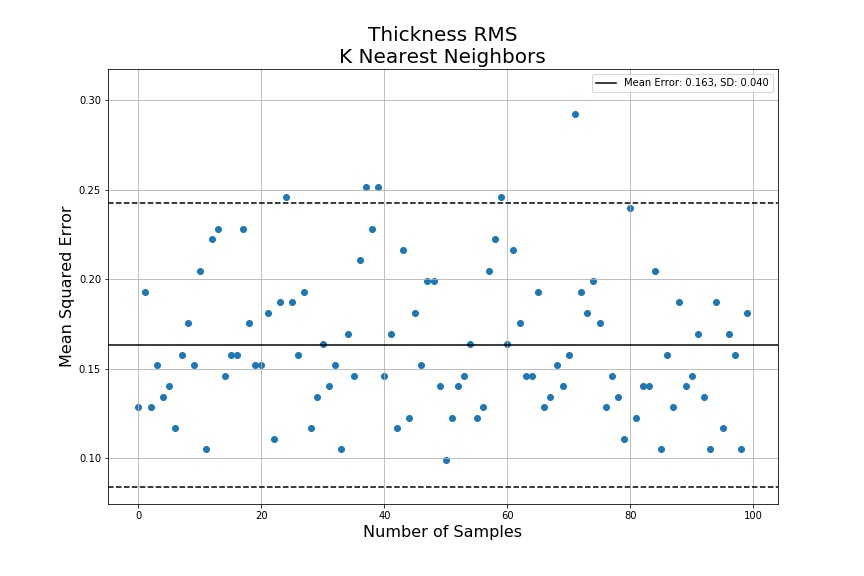 Thickness RMS
K Nearest Neighbors
Mean Error: 0.163, SD: 0.040
Mean Squared Error
0.30
0.25
0.20
0.15
0.10
0
20
40
60
80
100
Number of Samples